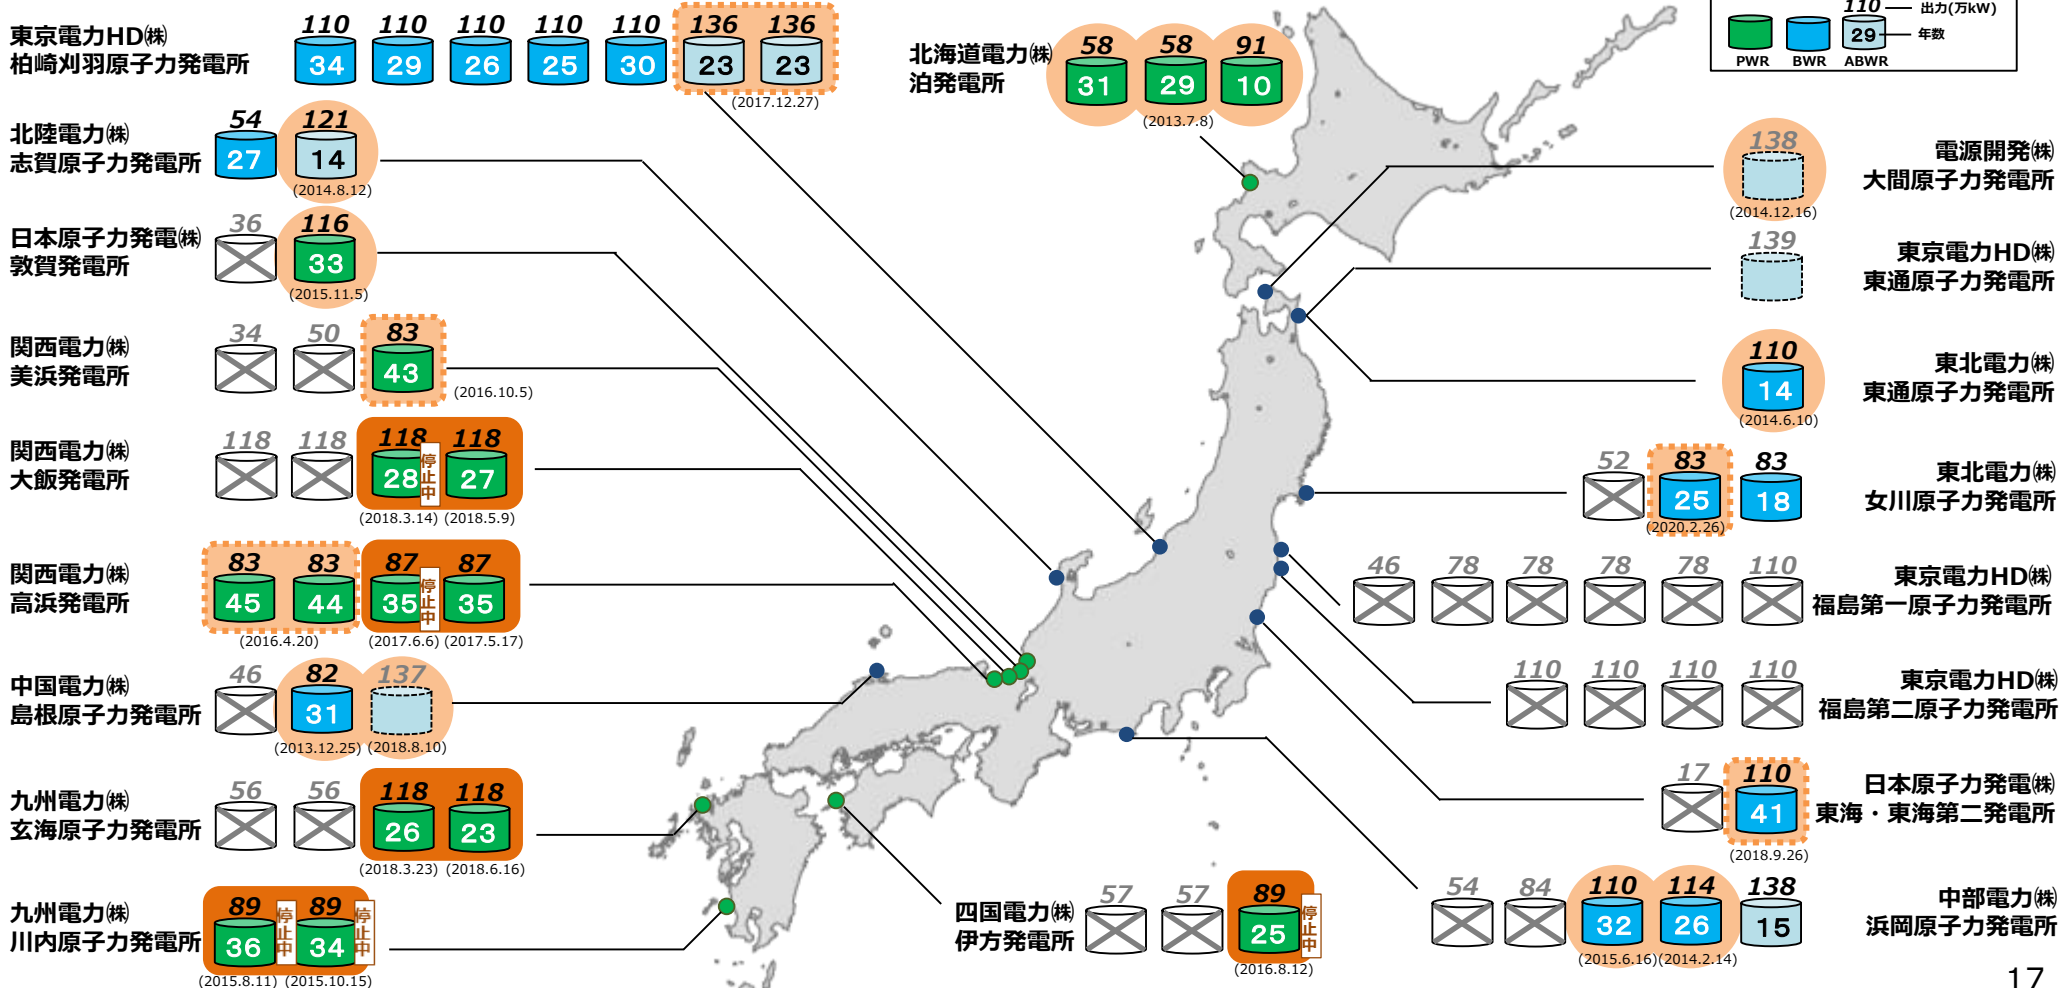 東京電力HD㈱
柏崎刈羽原子力発電所
110 110 110 110 110 136 136
34 29 26 25 30 23 23
(2017.12.27)
北陸電力㈱
志賀原子力発電所
54 121
27 14
(2014.8.12)
日本原子力発電㈱
敦賀発電所
36 116
33
(2015.11.5)
関西電力㈱
美浜発電所
34 50 83
43
(2016.10.5)
関西電力㈱
大飯発電所
118 118 118 118
28 停止中 27
(2018.3.14) (2018.5.9)
関西電力㈱
高浜発電所
83 83 87 87
45 44 35 停止中 35
(2016.4.20) (2017.6.6) (2017.5.17)
中国電力㈱
島根原子力発電所
46 82 137
31
(2013.12.25) (2018.8.10)
九州電力㈱
玄海原子力発電所
56 56 118 118
26 23
(2018.3.23) (2018.6.16)
九州電力㈱
川内原子力発電所
89 89
36 停止中 34 停止中
(2015.8.11) (2015.10.15)
北海道電力㈱
泊発電所
58 58 91
31 29 10
(2013.7.8)
110 出力(万kW)
29 年数
PWR BWR ABWR
電源開発㈱
大間原子力発電所
138
(2014.12.16)
東京電力HD㈱
東通原子力発電所
139
東北電力㈱
東通原子力発電所
110
14
(2014.6.10)
東北電力㈱
女川原子力発電所
52 83 83
25 18
(2020.2.26)
東京電力HD㈱
福島第一原子力発電所
46 78 78 78 78 110
東京電力HD㈱
福島第二原子力発電所
110 110 110 110
日本原子力発電㈱
東海・東海第二発電所
17 110
41
(2018.9.26)
中部電力㈱
浜岡原子力発電所
54 84 110 114 138
32 26 15
(2015.6.16) (2014.2.14)
四国電力㈱
伊方発電所
57 57 89
25 停止中
(2016.8.12)
17